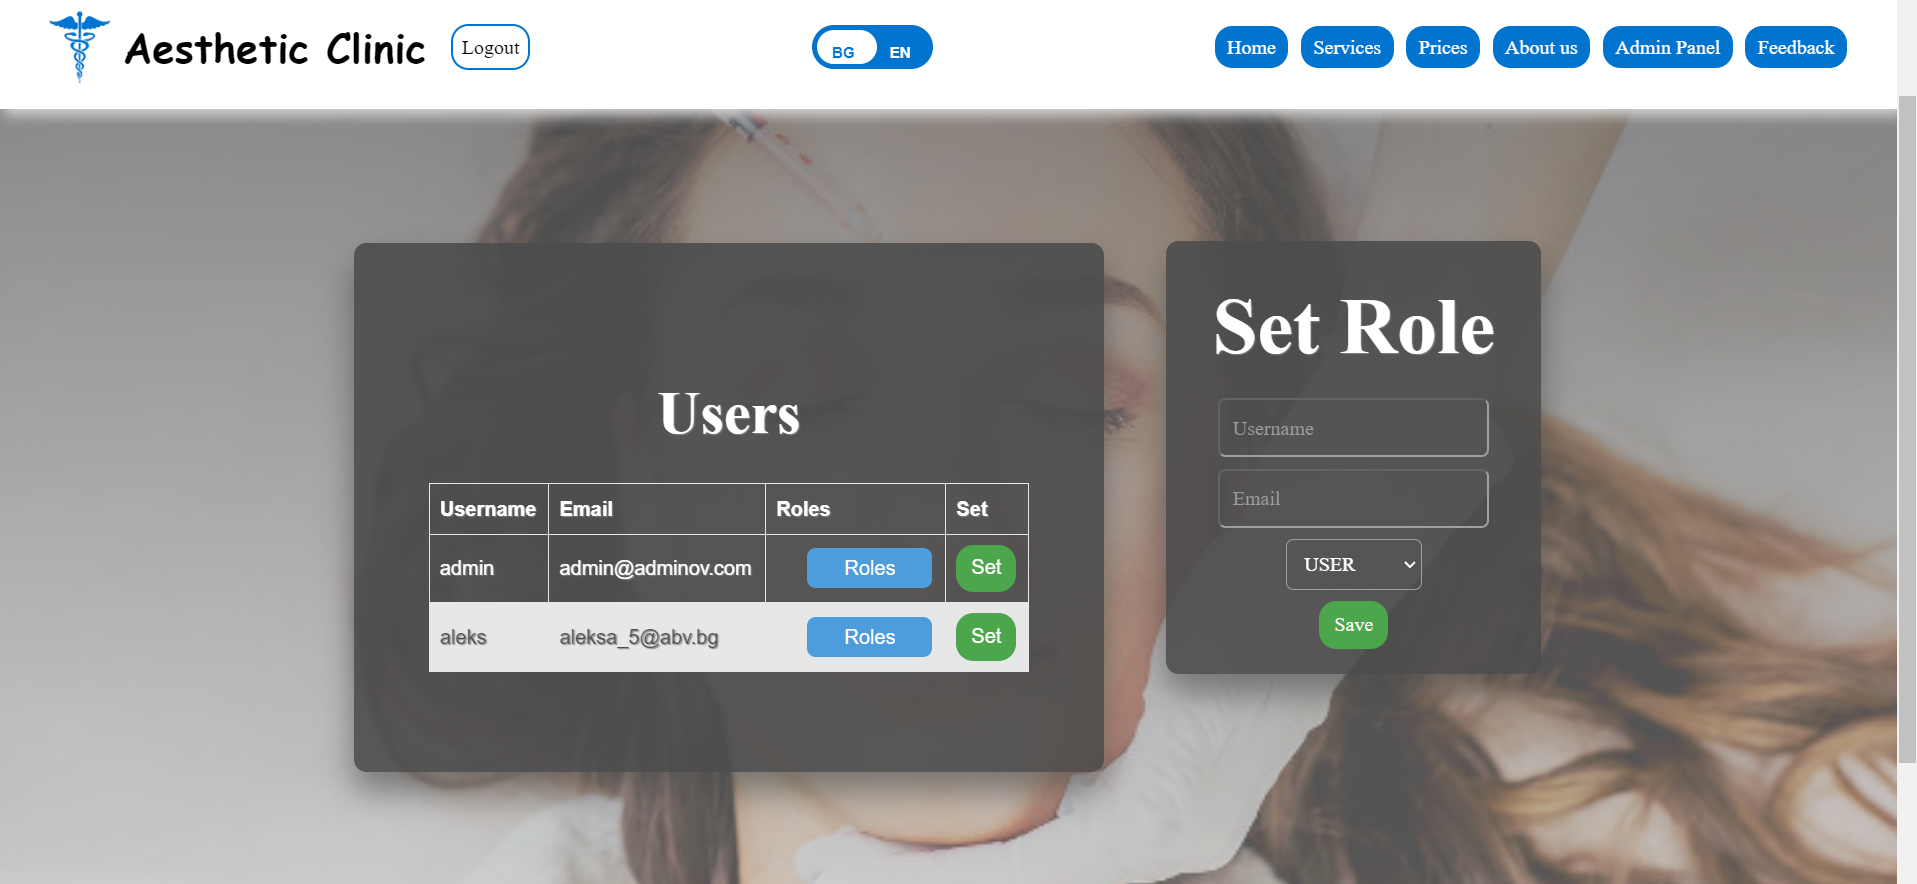 Aesthetic Clinic Logout BG EN Home Services Prices About us Admin Panel Feedback
Users
Username Email Roles Set
admin admin@adminov.com Roles Set
aleks aleksa_5@abv.bg Roles Set
Set Role
Username
Email
USER
Save